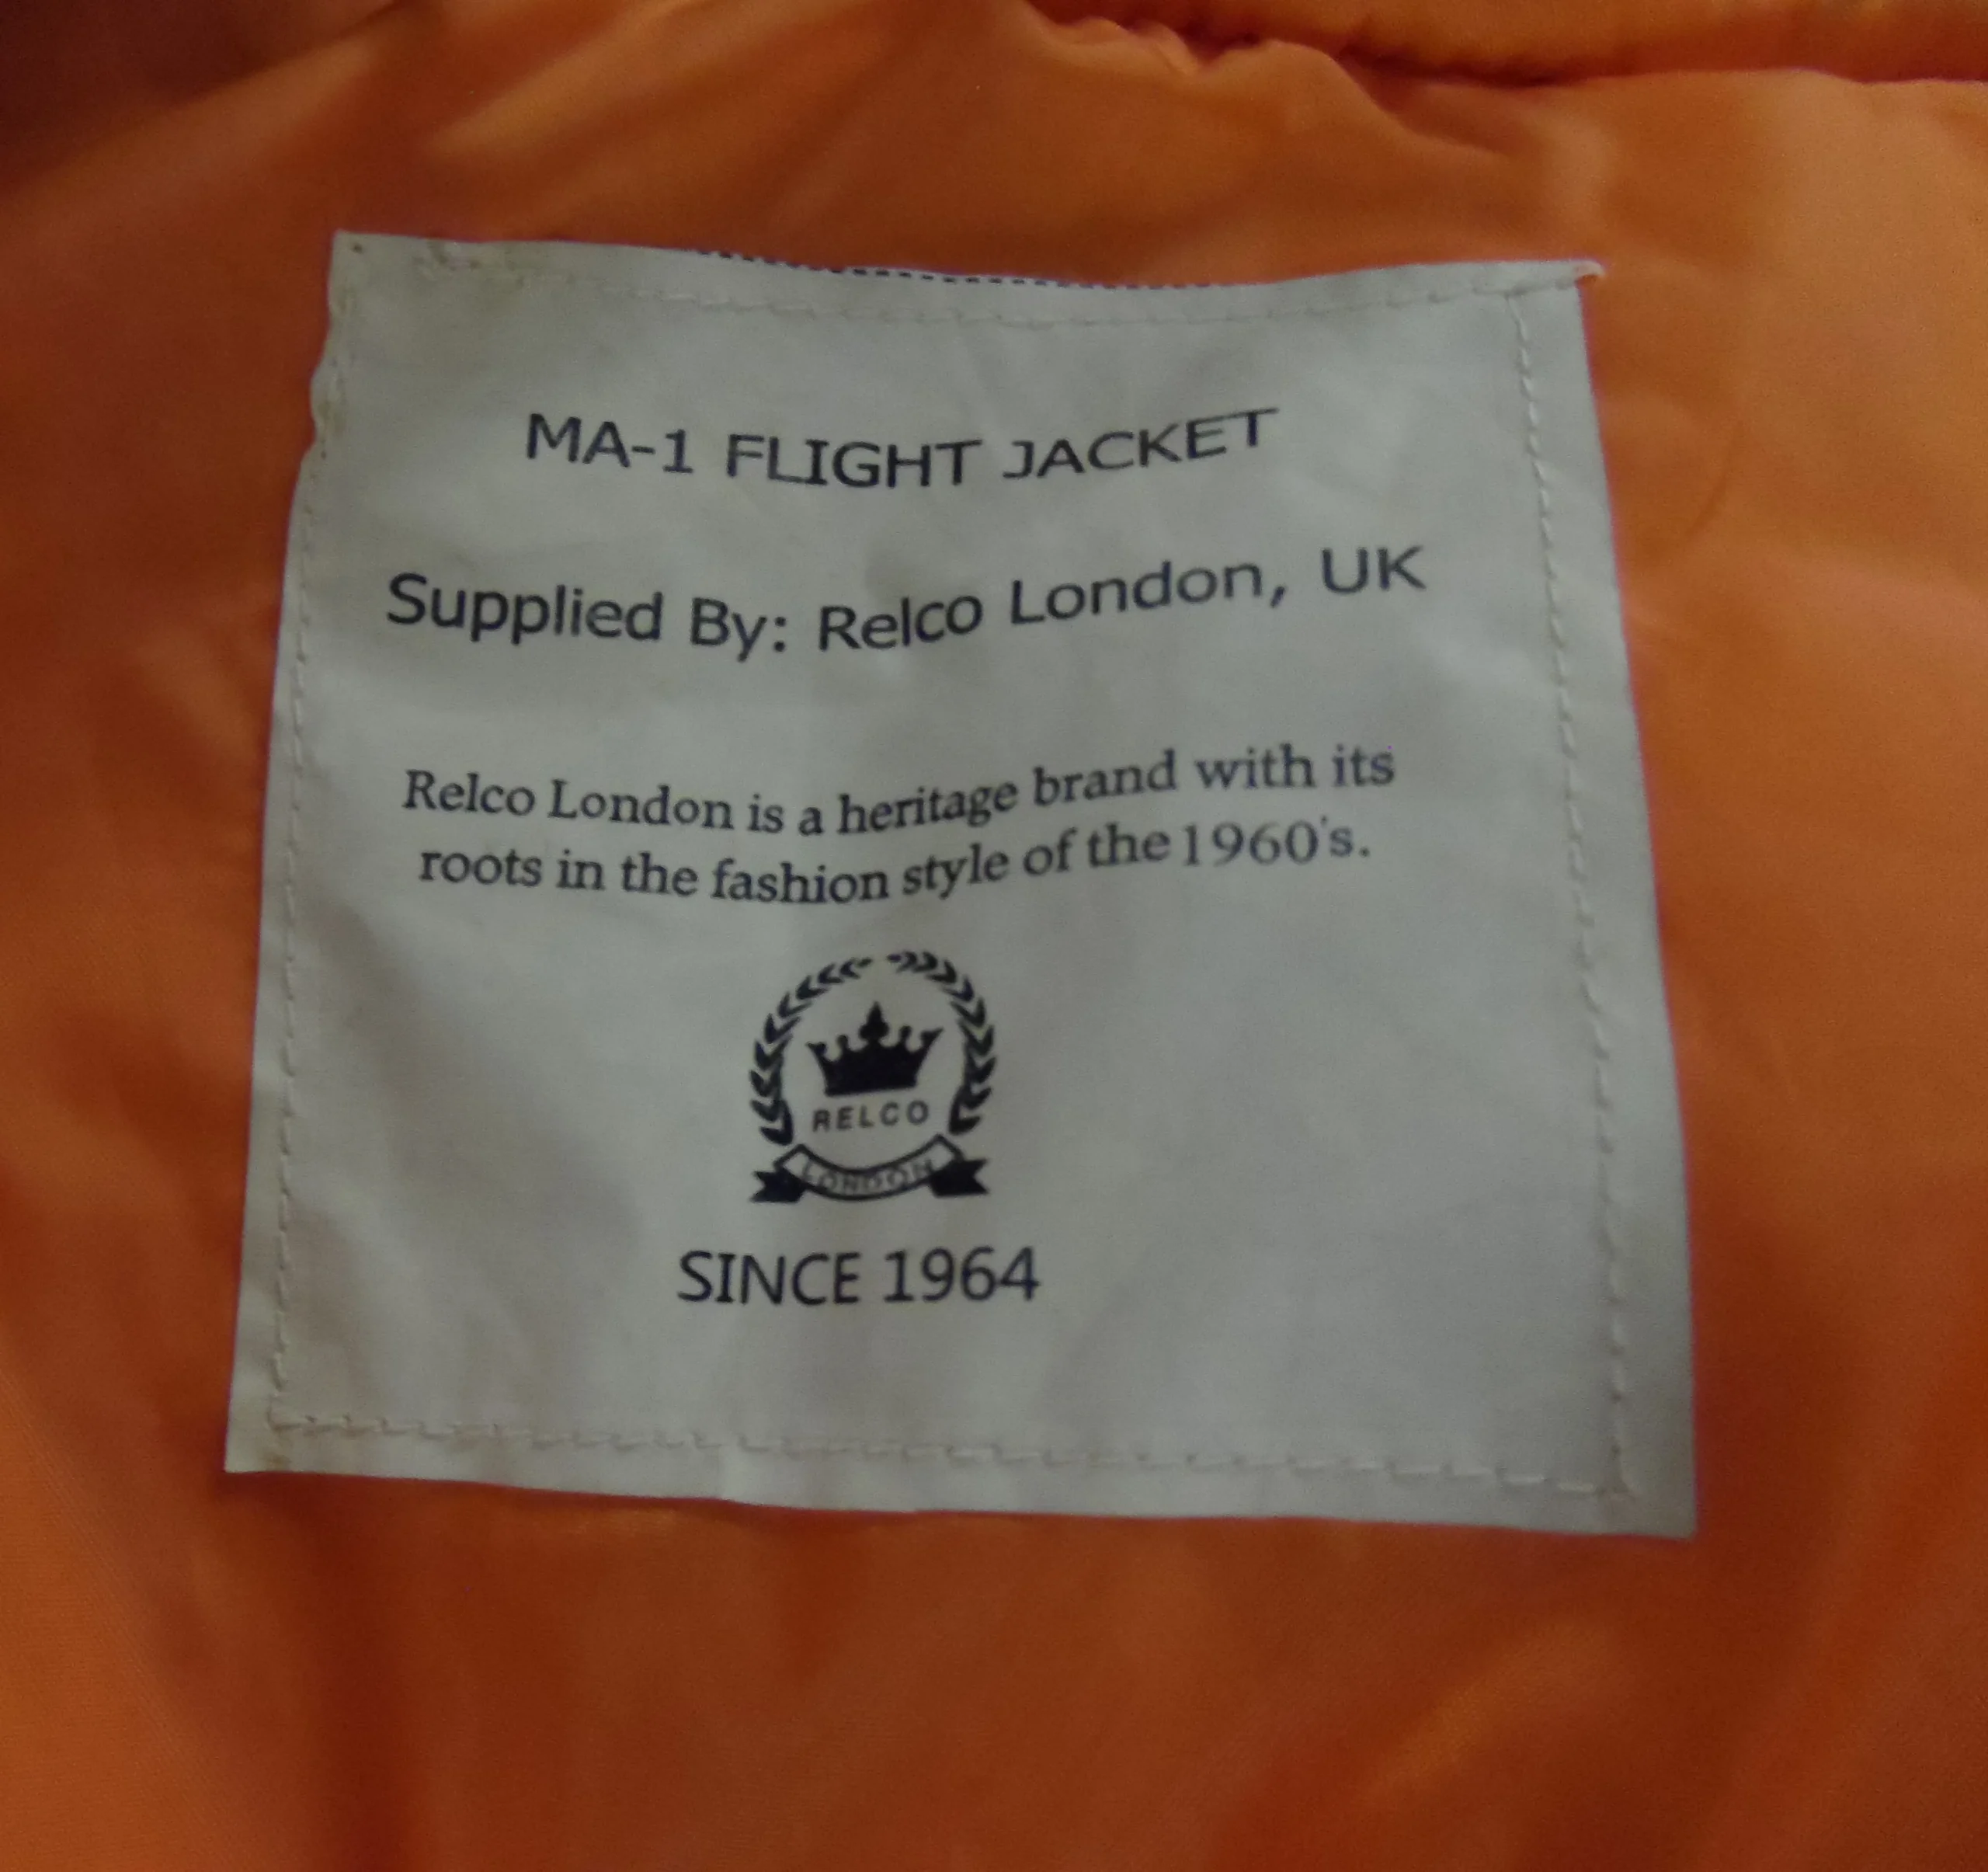 MA-1 FLIGHT JACKET
Supplied By: Relco London, UK
Relco London is a heritage brand with its
roots in the fashion style of the 1960's.
RELCO
LONDON
SINCE 1964